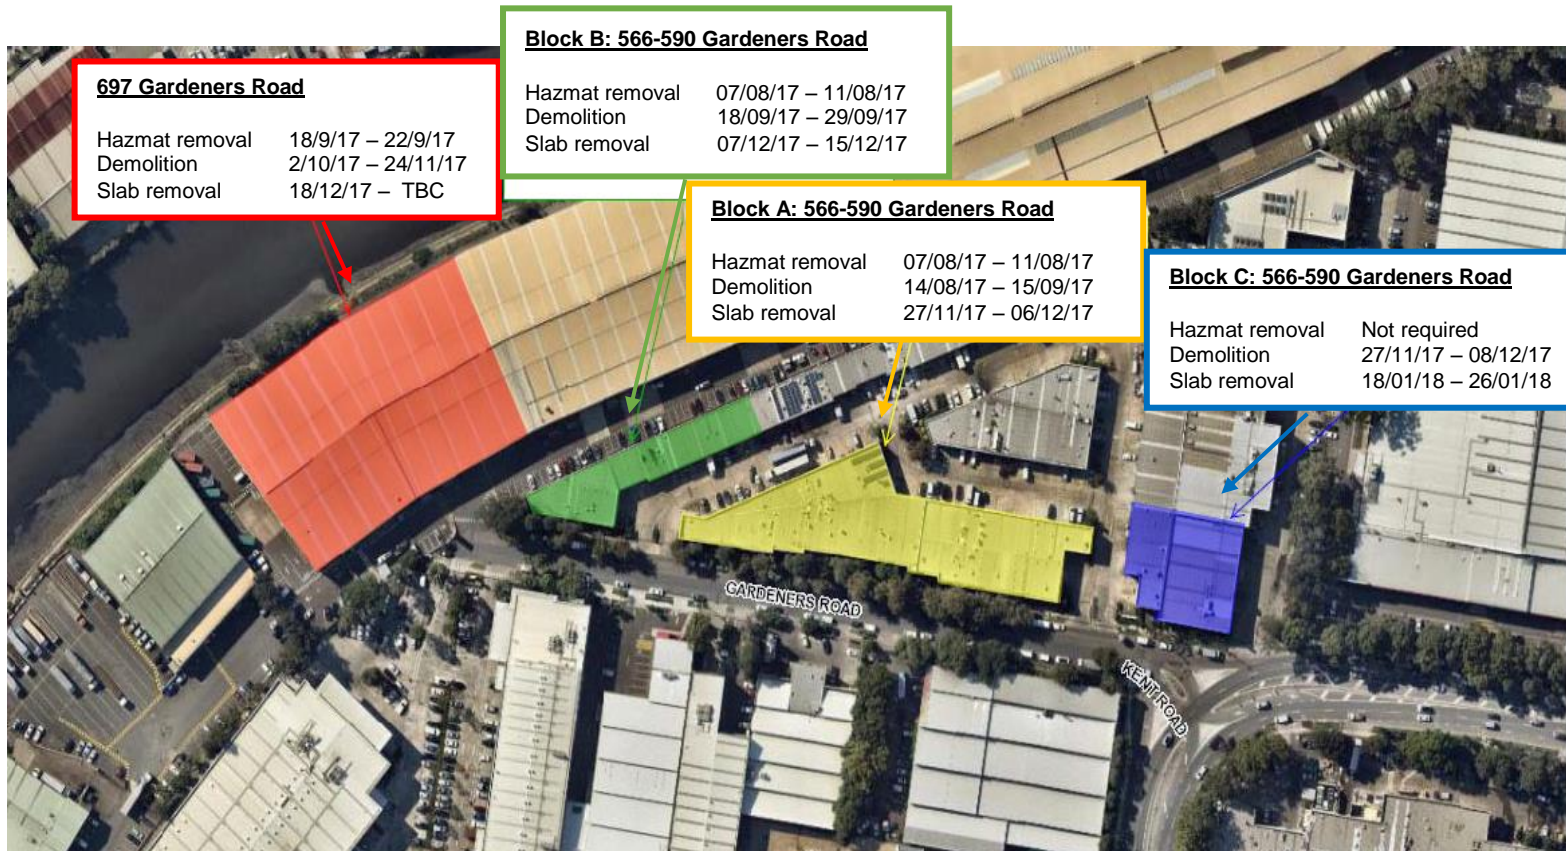 697 Gardeners Road
Hazmat removal 18/9/17 – 22/9/17
Demolition 2/10/17 – 24/11/17
Slab removal 18/12/17 – TBC
Block B: 566-590 Gardeners Road
Hazmat removal 07/08/17 – 11/08/17
Demolition 18/09/17 – 29/09/17
Slab removal 07/12/17 – 15/12/17
Block A: 566-590 Gardeners Road
Hazmat removal 07/08/17 – 11/08/17
Demolition 14/08/17 – 15/09/17
Slab removal 27/11/17 – 06/12/17
Block C: 566-590 Gardeners Road
Hazmat removal Not required
Demolition 27/11/17 – 08/12/17
Slab removal 18/01/18 – 26/01/18
GARDENERS ROAD
KENT ROAD